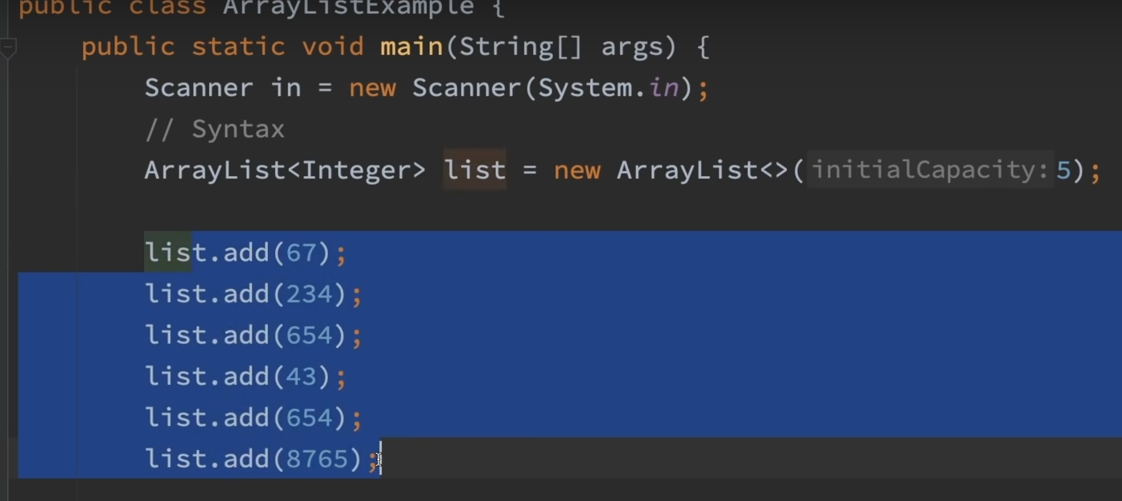 public class ArrayListExample {
public static void main(String[] args) {
Scanner in = new Scanner(System.in);
// Syntax
ArrayList<Integer> list = new ArrayList<>(initialCapacity: 5);
list.add(67);
list.add(234);
list.add(654);
list.add(43);
list.add(654);
list.add(8765);